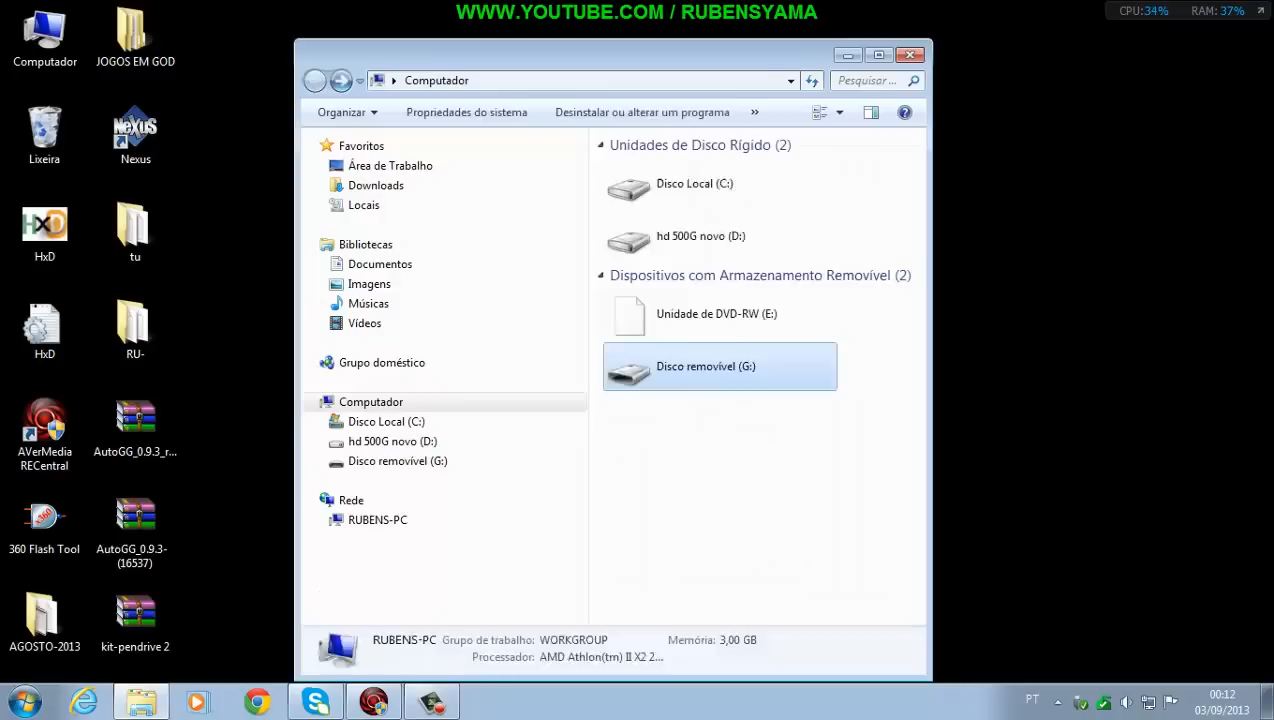 WWW.YOUTUBE.COM / RUBENSYAMA
CPU:34% RAM: 37%
Computador
JOGOS EM GOD
Lixeira
Nexus
HxD
tu
HxD
RU-
AVerMedia
RECentral
AutoGG_0.9.3_r...
360 Flash Tool
AutoGG_0.9.3-
(16537)
AGOSTO-2013
kit-pendrive 2
Computador
Pesquisar ...
Organizar
Propriedades do sistema
Desinstalar ou alterar um programa
»
Favoritos
Área de Trabalho
Downloads
Locais
Bibliotecas
Documentos
Imagens
Músicas
Vídeos
Grupo doméstico
Computador
Disco Local (C:)
hd 500G novo (D:)
Disco removível (G:)
Rede
RUBENS-PC
Unidades de Disco Rígido (2)
Disco Local (C:)
hd 500G novo (D:)
Dispositivos com Armazenamento Removível (2)
Unidade de DVD-RW (E:)
Disco removível (G:)
RUBENS-PC Grupo de trabalho: WORKGROUP Memória: 3,00 GB
Processador: AMD Athlon(tm) II X2 2...
PT
00:12
03/09/2013